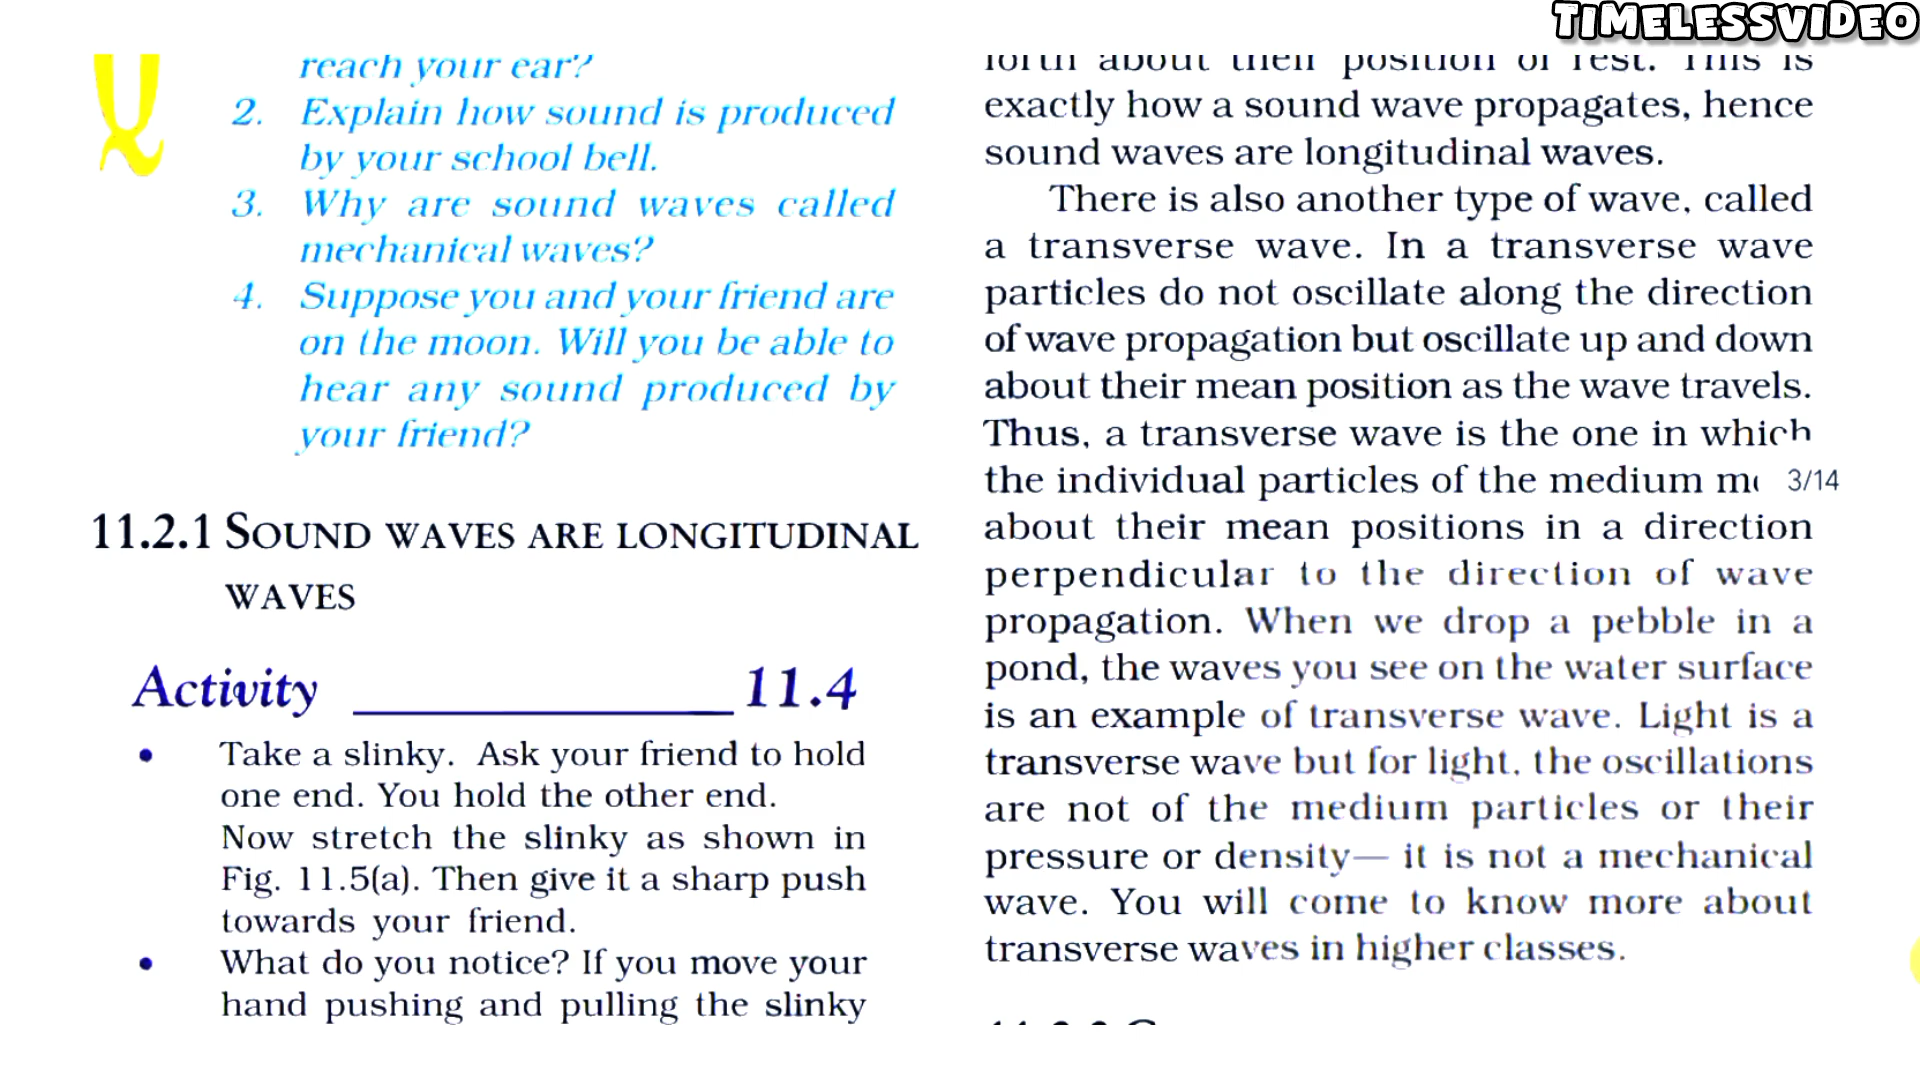 TIMELESSVIDEO
reach your ear?
2. Explain how sound is produced
by your school bell.
3. Why are sound waves called
mechanical waves?
4. Suppose you and your friend are
on the moon. Will you be able to
hear any sound produced by
your friend?
11.2.1 SOUND WAVES ARE LONGITUDINAL
WAVES
Activity ______________ 11.4
• Take a slinky. Ask your friend to hold
one end. You hold the other end.
Now stretch the slinky as shown in
Fig. 11.5(a). Then give it a sharp push
towards your friend.
• What do you notice? If you move your
hand pushing and pulling the slinky
forth about their position of rest. This is
exactly how a sound wave propagates, hence
sound waves are longitudinal waves.
There is also another type of wave, called
a transverse wave. In a transverse wave
particles do not oscillate along the direction
of wave propagation but oscillate up and down
about their mean position as the wave travels.
Thus, a transverse wave is the one in which
the individual particles of the medium
3/14
about their mean positions in a direction
perpendicular to the direction of wave
propagation. When we drop a pebble in a
pond, the waves you see on the water surface
is an example of transverse wave. Light is a
transverse wave but for light, the oscillations
are not of the medium particles or their
pressure or density— it is not a mechanical
wave. You will come to know more about
transverse waves in higher classes.